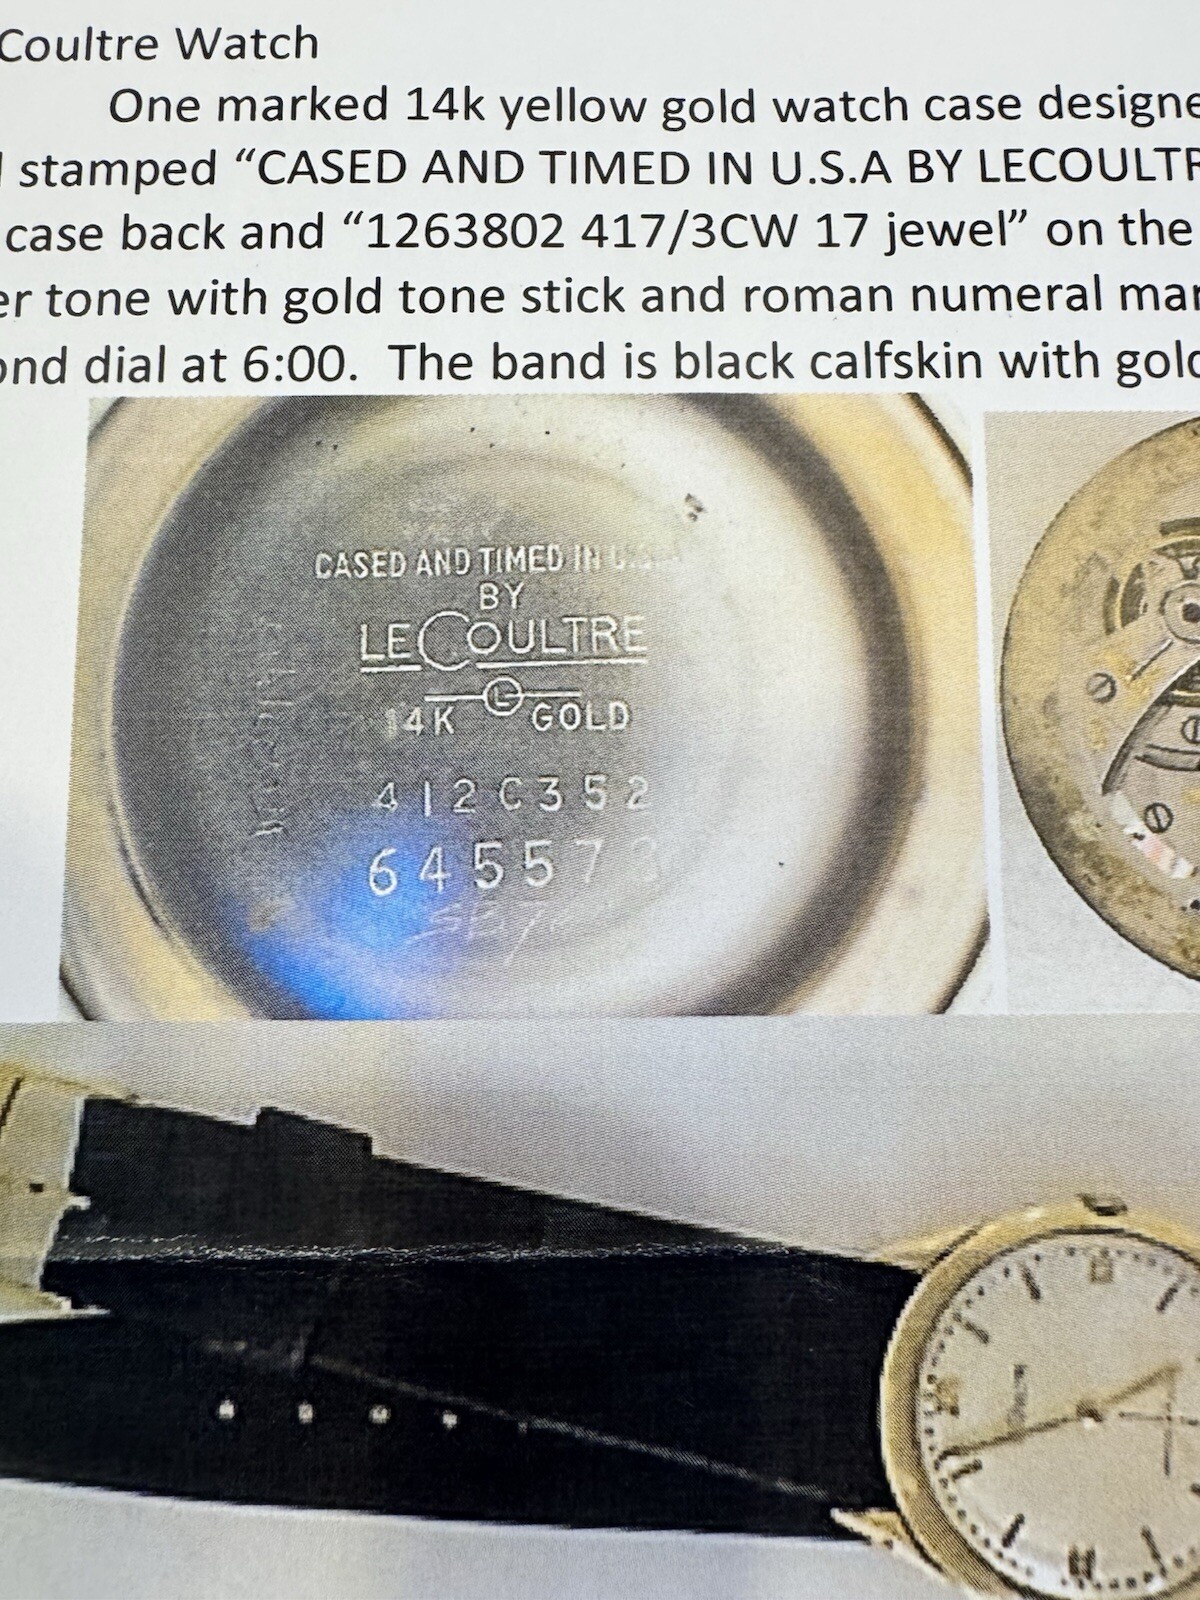 Coultre Watch
One marked 14k yellow gold watch case designe
stamped “CASED AND TIMED IN U.S.A BY LECOULTR
case back and “1263802 417/3CW 17 jewel” on the
er tone with gold tone stick and roman numeral mar
ond dial at 6:00. The band is black calfskin with gold
CASED AND TIMED IN U.S.A
BY
LECOULTRE
L
14K GOLD
412C352
645573